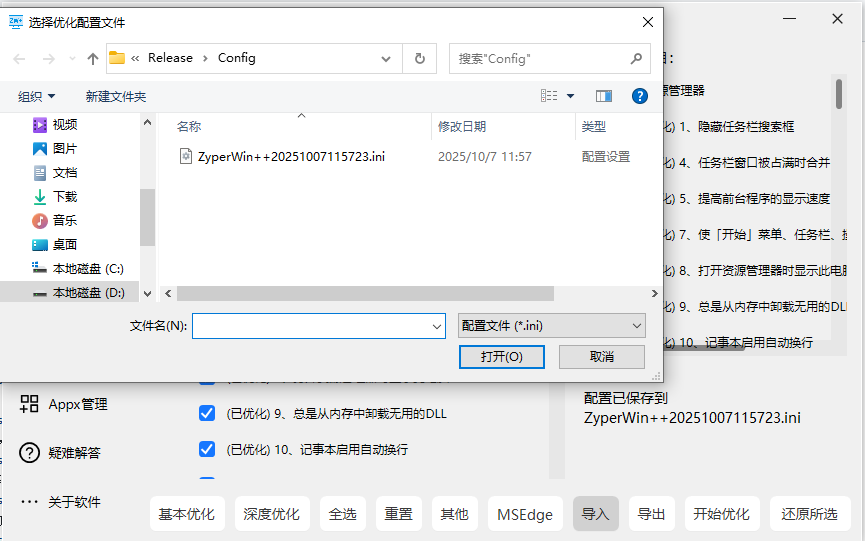 选择优化配置文件
« Release › Config
搜索"Config"
组织
新建文件夹
视频
图片
文档
下载
音乐
桌面
本地磁盘 (C:)
本地磁盘 (D:)
名称
修改日期
类型
ZyperWin++20251007115723.ini
2025/10/7 11:57
配置设置
文件名(N):
配置文件 (*.ini)
打开(O)
取消
源管理器
1、隐藏任务栏搜索框
4、任务栏窗口被占满时合并
5、提高前台程序的显示速度
7、使「开始」菜单、任务栏、
8、打开资源管理器时显示此电脑
9、总是从内存中卸载无用的DLL
10、记事本启用自动换行
Appx管理
疑难解答
关于软件
(已优化) 9、总是从内存中卸载无用的DLL
(已优化) 10、记事本启用自动换行
配置已保存到
ZyperWin++20251007115723.ini
基本优化
深度优化
全选
重置
其他
MSEdge
导入
导出
开始优化
还原所选